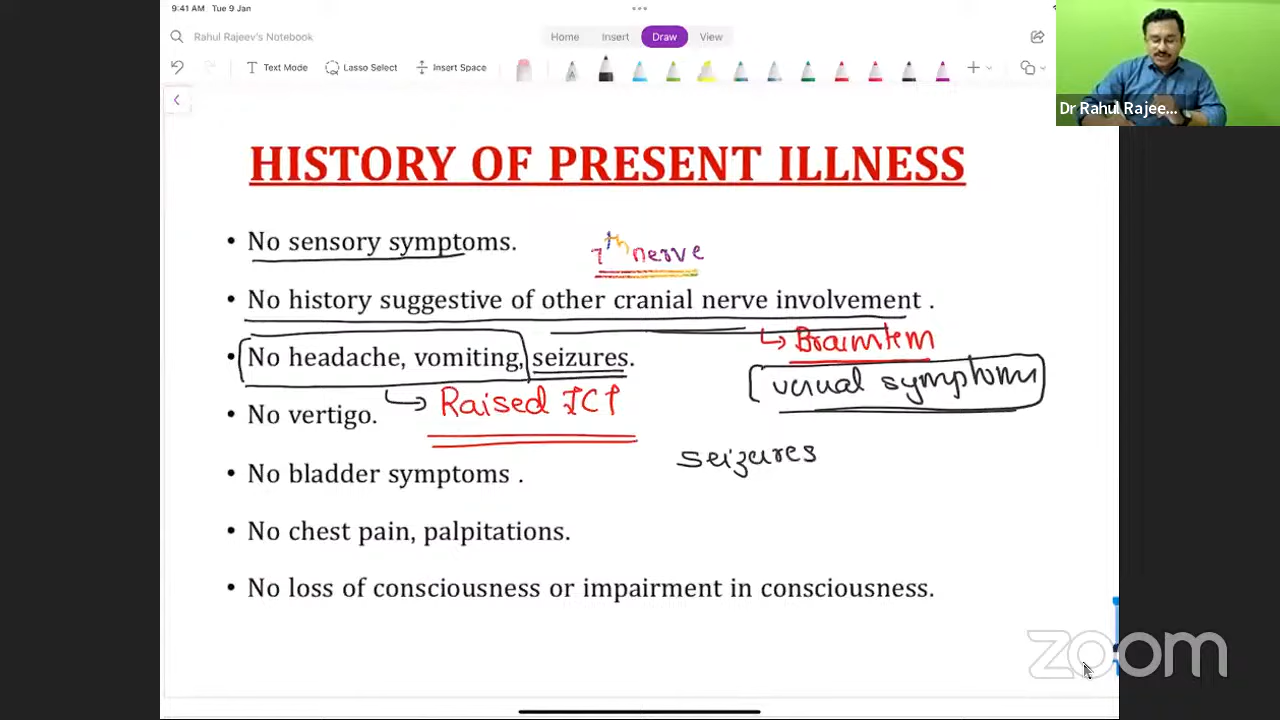 9:41 AM Tue 9 Jan
Rahul Rajeev's Notebook
Home Insert Draw View
Text Mode Lasso Select Insert Space
Dr Rahul Rajee...
HISTORY OF PRESENT ILLNESS
• No sensory symptoms.
7th nerve
• No history suggestive of other cranial nerve involvement .
Brainstem
• No headache, vomiting, seizures.
visual symptoms
Raised ICP
• No vertigo.
seizures
• No bladder symptoms .
• No chest pain, palpitations.
• No loss of consciousness or impairment in consciousness.
zoom